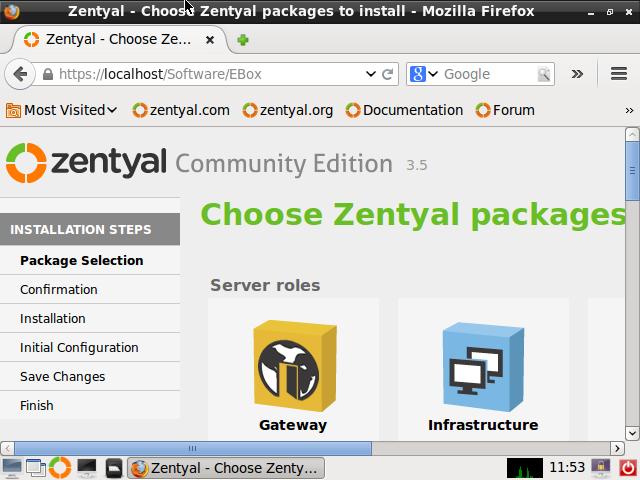 Zentyal - Choose Zentyal packages to install - Mozilla Firefox
Zentyal - Choose Ze...
https://localhost/Software/EBox
8 Google
Most Visited
zentyal.com
zentyal.org
Documentation
Forum
zentyal Community Edition 3.5
Choose Zentyal packages
INSTALLATION STEPS
Package Selection
Confirmation
Installation
Initial Configuration
Save Changes
Finish
Server roles
Gateway
Infrastructure
Zentyal - Choose Zenty...
11:53